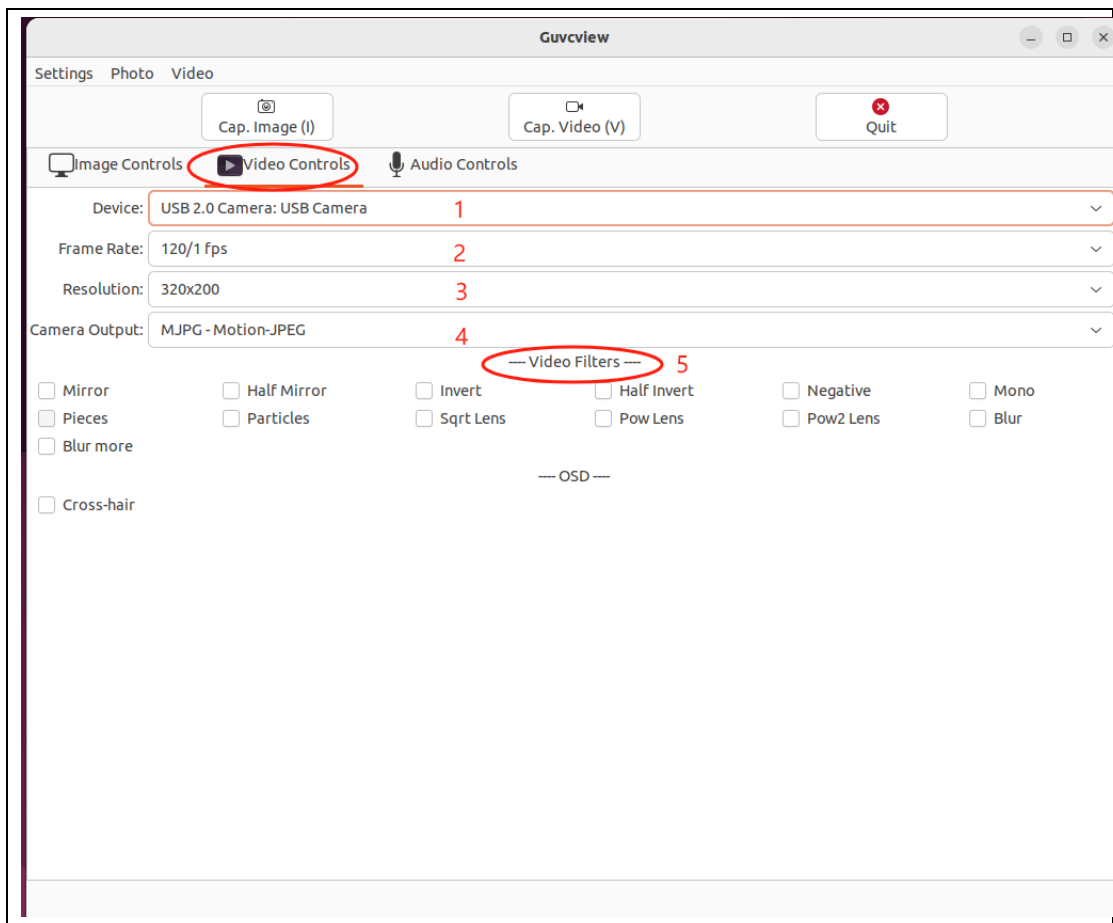 Guvcview
Settings Photo Video
Cap. Image (I) Cap. Video (V) Quit
Image Controls Video Controls Audio Controls
Device: USB 2.0 Camera: USB Camera 1
Frame Rate: 120/1 fps 2
Resolution: 320x200 3
Camera Output: MJPG - Motion-JPEG 4
---- Video Filters ---- 5
Mirror Half Mirror Invert Half Invert Negative Mono
Pieces Particles Sqrt Lens Pow Lens Pow2 Lens Blur
Blur more
---- OSD ----
Cross-hair